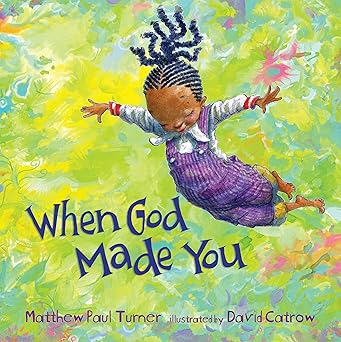 When God
Made You
Matthew Paul Turner illustrated by David Catrow